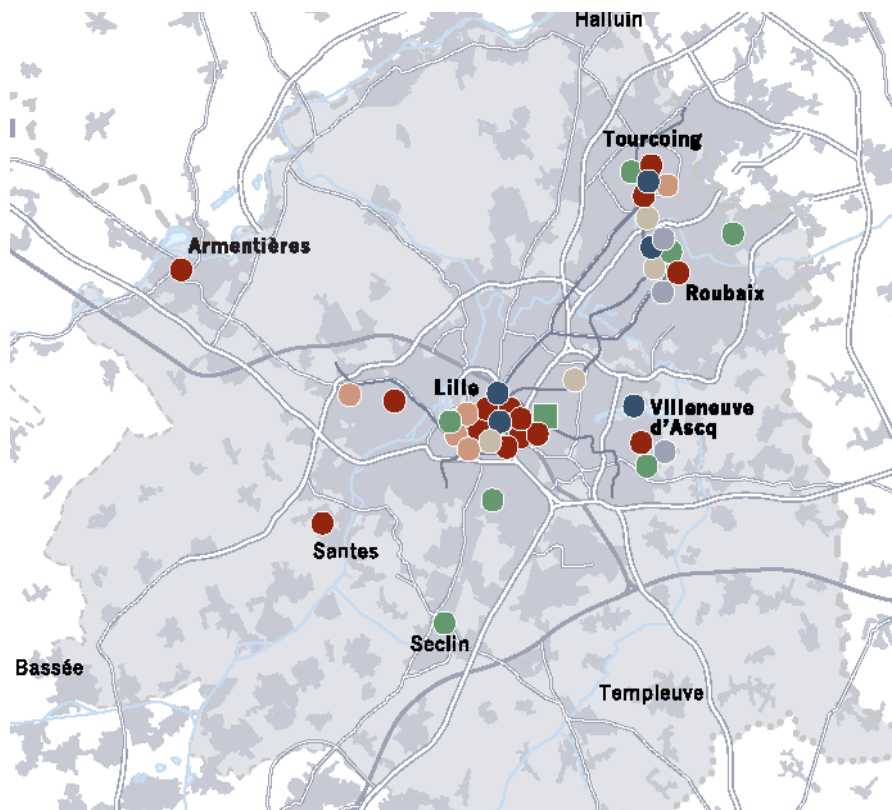 Halluin
Tourcoing
Armentières
Roubaix
Lille
Villeneuve
d'Ascq
Santes
Seclin
Bassée
Templeuve